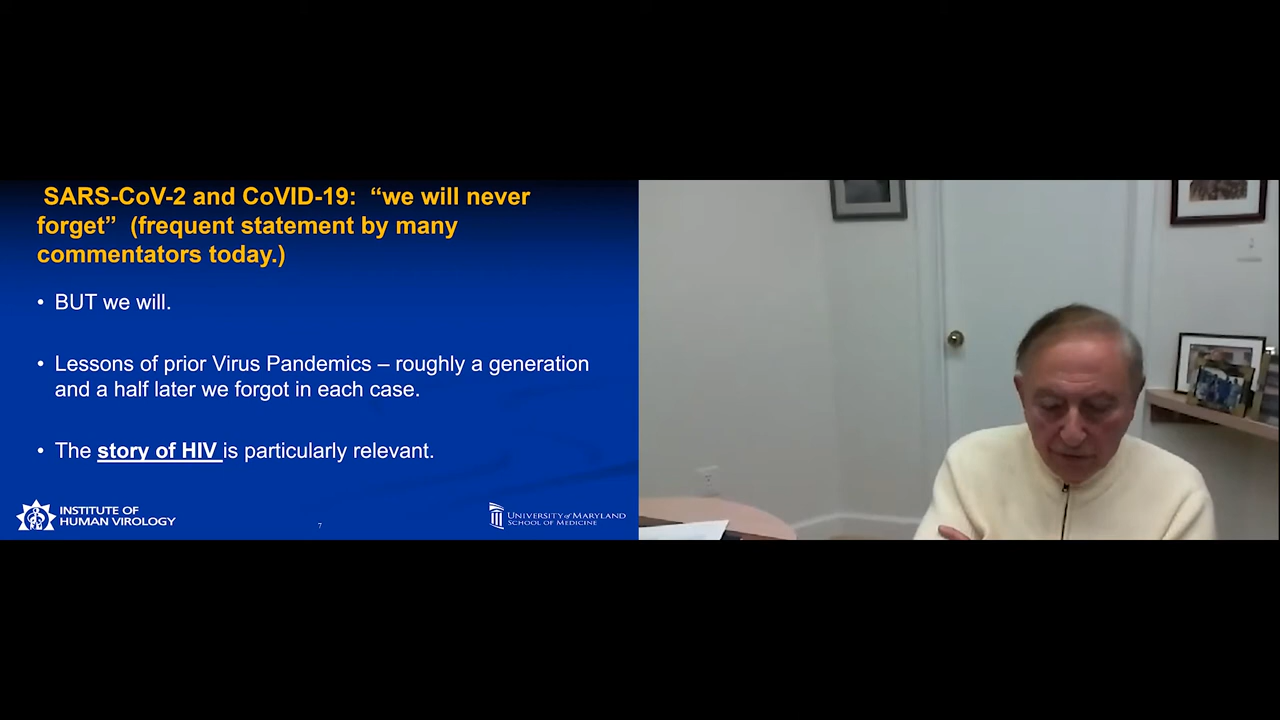 SARS-CoV-2 and CoVID-19: “we will never
forget” (frequent statement by many
commentators today.)
• BUT we will.
• Lessons of prior Virus Pandemics – roughly a generation
and a half later we forgot in each case.
• The story of HIV is particularly relevant.
INSTITUTE OF
HUMAN VIROLOGY
7
UNIVERSITY of MARYLAND
SCHOOL OF MEDICINE